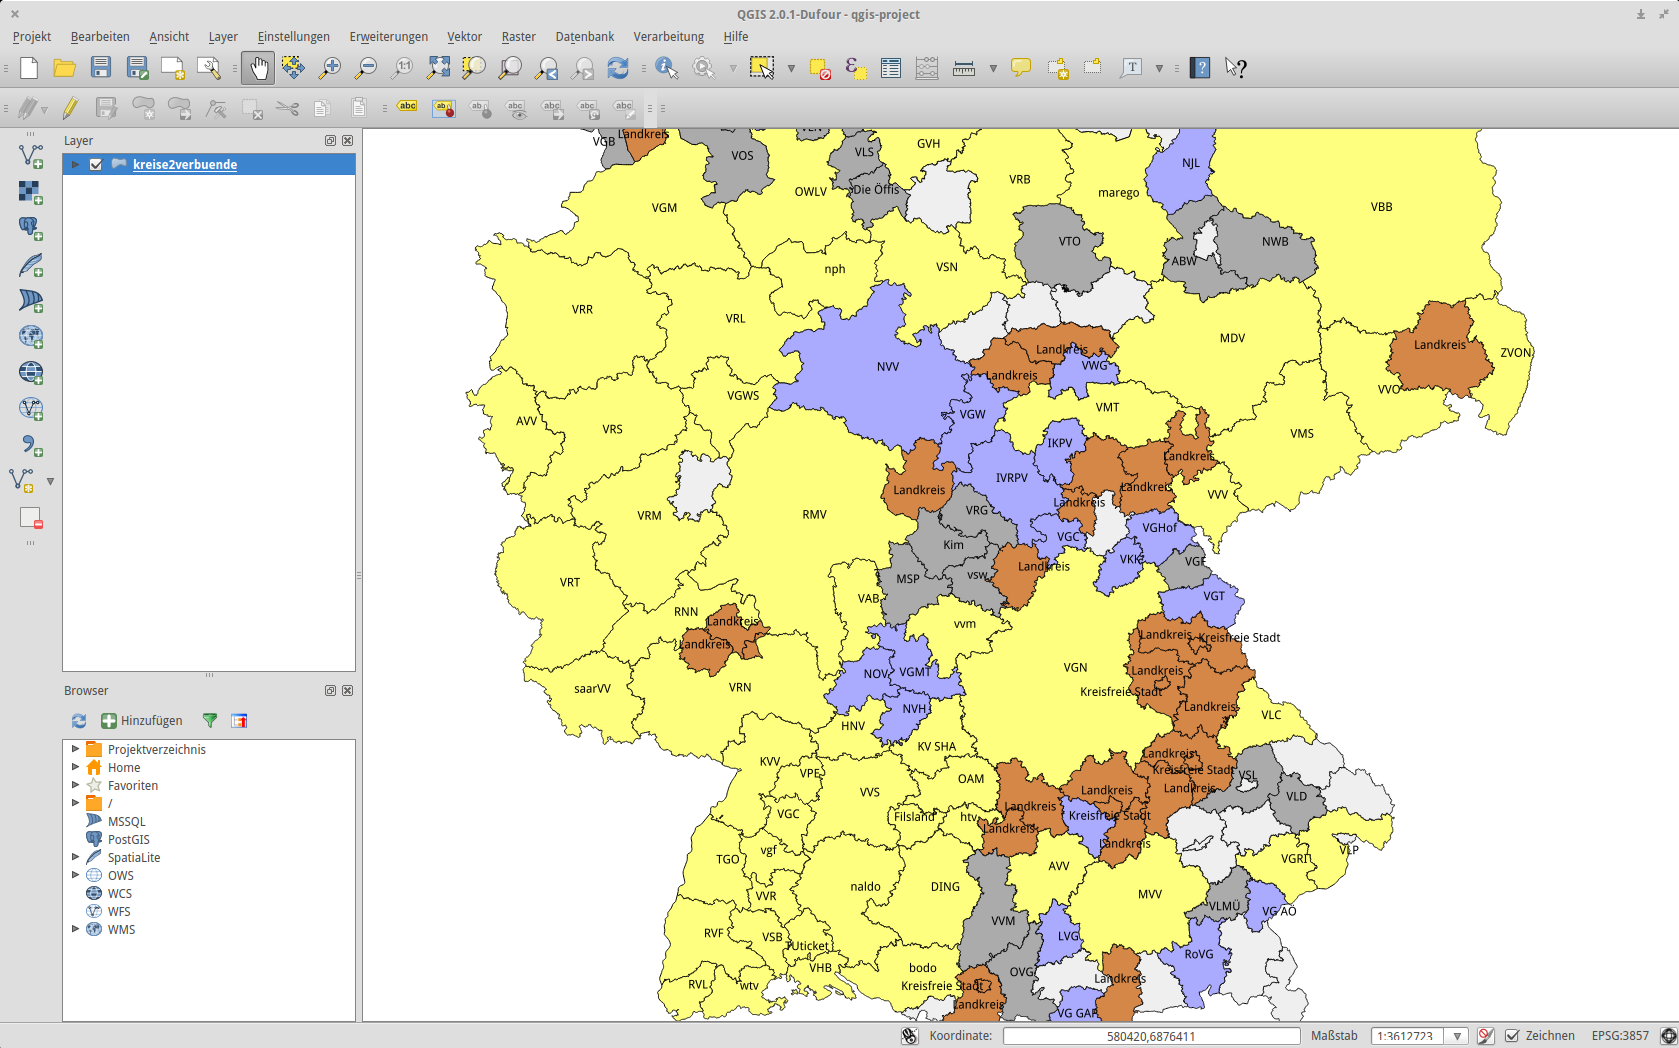 QGIS 2.0.1-Dufour - qgis-project
Projekt Bearbeiten Ansicht Layer Einstellungen Erweiterungen Vektor Raster Datenbank Verarbeitung Hilfe
Layer
kreise2verbuende
Browser
Hinzufügen
Projektverzeichnis
Home
Favoriten
/
MSSQL
PostGIS
SpatiaLite
OWS
WCS
WFS
WMS
VGB Landkreis VOS VLS GVH NJL
Die Öffis OWLV VRB marego VBB
VGM VTO NWB ABW
nph VSN
VRR VRL MDV Landkreis ZVON
NVV Landkreis VWG Landkreis
VGWS VVO
AVV VRS VGW VMT VMS
IKPV Landkreis
IVRPV Landkreis Landkreis VVV
VRM RMV Landkreis VRG
Kim VGC VGHof
VRT MSP vsw Landkreis VKK VGF
VAB VGT
RNN Landkreis vvm
Landkreis Landkreis Kreisfreie Stadt
saarVV VRN NOV VGMT VGN Landkreis
Kreisfreie Stadt
NVH Landkreis VLC
HNV KV SHA
KVV VPE OAM Landkreis
Kreisfreie Stadt VSL
VVS Landkreis Landkreis VLD
VGC Filsland htv Landkreis Kreisfreie Stadt
Landkreis Landkreis
TGO vgf AVV VGRI VLP
VVR naldo DING MVV
VLMÜ VG AÖ
RVF VSB VVM LVG
TUticket RoVG
VHB bodo OVG Landkreis
RVL wtv Kreisfreie Stadt
Landkreis VG GAP
Koordinate: 580420,6876411 Maßstab 1:3612723 Zeichnen EPSG:3857